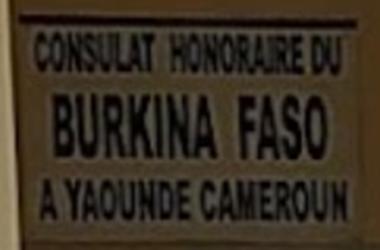 CONSULAT HONORAIRE DU
BURKINA FASO
A YAOUNDE CAMEROUN